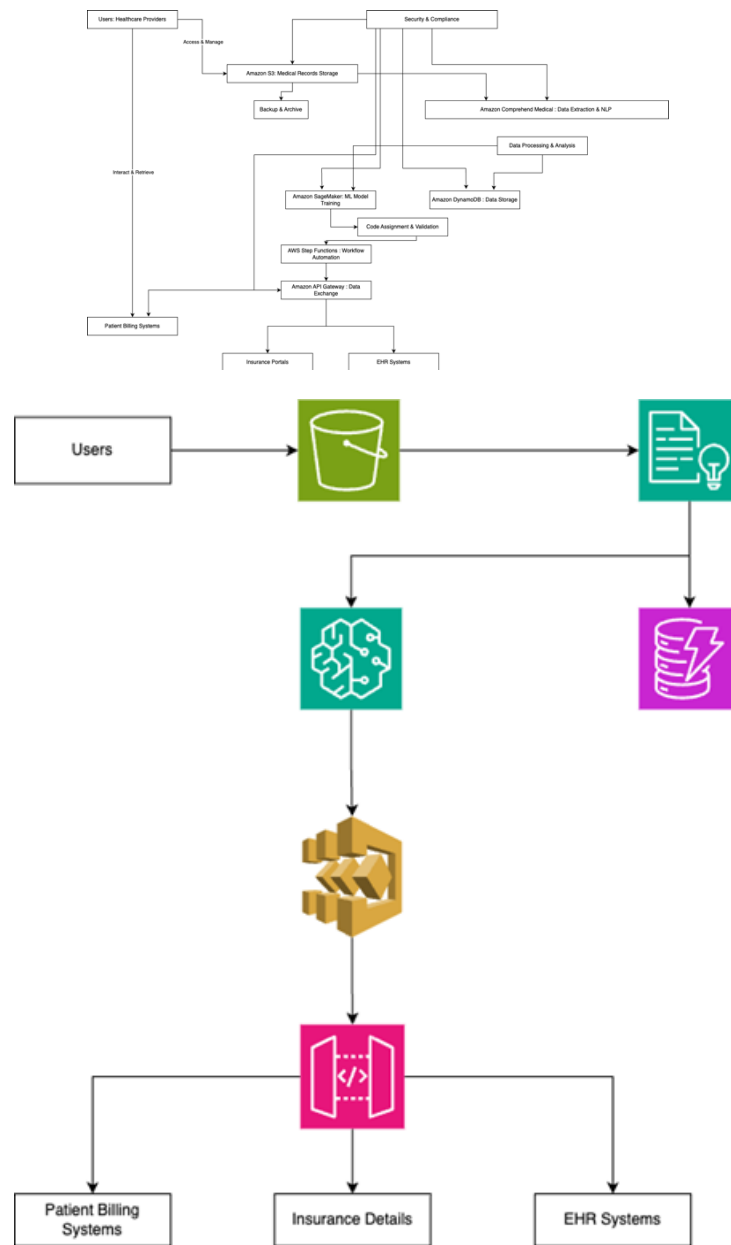 Users: Healthcare Providers
Security & Compliance
Access & Manage
Amazon S3: Medical Records Storage
Backup & Archive
Amazon Comprehend Medical : Data Extraction & NLP
Data Processing & Analysis
Interact & Retrieve
Amazon SageMaker: ML Model
Training
Amazon DynamoDB : Data Storage
Code Assignment & Validation
AWS Step Functions : Workflow
Automation
Amazon API Gateway : Data
Exchange
Patient Billing Systems
Insurance Portals
EHR Systems
Users
</>
Patient Billing
Systems
Insurance Details
EHR Systems